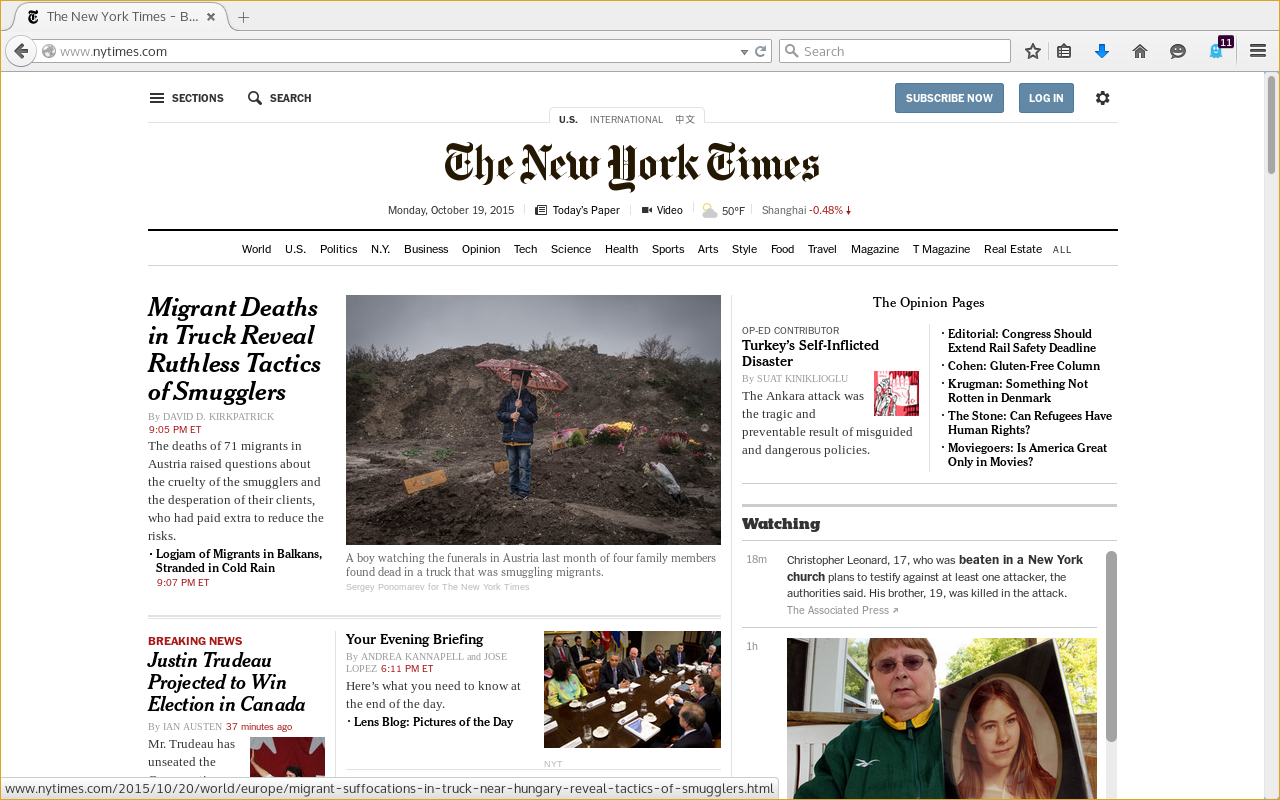 The New York Times - B...
www.nytimes.com
Search
11
SECTIONS
SEARCH
SUBSCRIBE NOW
LOG IN
U.S. INTERNATIONAL 中文
The New York Times
Monday, October 19, 2015
Today's Paper
Video
50°F
Shanghai -0.48%
World U.S. Politics N.Y. Business Opinion Tech Science Health Sports Arts Style Food Travel Magazine T Magazine Real Estate ALL
Migrant Deaths
in Truck Reveal
Ruthless Tactics
of Smugglers
By DAVID D. KIRKPATRICK
9:05 PM ET
The deaths of 71 migrants in
Austria raised questions about
the cruelty of the smugglers and
the desperation of their clients,
who had paid extra to reduce the
risks.
· Logjam of Migrants in Balkans,
Stranded in Cold Rain
9:07 PM ET
A boy watching the funerals in Austria last month of four family members
found dead in a truck that was smuggling migrants.
Sergey Ponomarev for The New York Times
BREAKING NEWS
Justin Trudeau
Projected to Win
Election in Canada
By IAN AUSTEN 37 minutes ago
Mr. Trudeau has
unseated the
Your Evening Briefing
By ANDREA KANNAPELL and JOSE
LOPEZ 6:11 PM ET
Here's what you need to know at
the end of the day.
· Lens Blog: Pictures of the Day
NYT
The Opinion Pages
OP-ED CONTRIBUTOR
Turkey's Self-Inflicted
Disaster
By SUAT KINIKLIOGLU
The Ankara attack was
the tragic and
preventable result of misguided
and dangerous policies.
· Editorial: Congress Should
Extend Rail Safety Deadline
· Cohen: Gluten-Free Column
· Krugman: Something Not
Rotten in Denmark
· The Stone: Can Refugees Have
Human Rights?
· Moviegoers: Is America Great
Only in Movies?
Watching
18m
Christopher Leonard, 17, who was beaten in a New York
church plans to testify against at least one attacker, the
authorities said. His brother, 19, was killed in the attack.
The Associated Press
1h
www.nytimes.com/2015/10/20/world/europe/migrant-suffocations-in-truck-near-hungary-reveal-tactics-of-smugglers.html